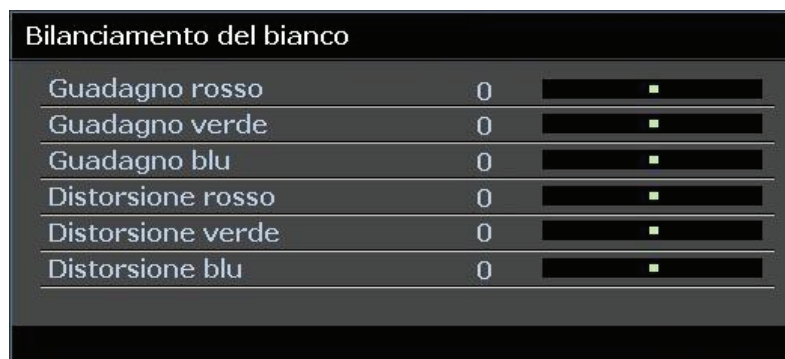 Bilanciamento del bianco
Guadagno rosso 0
Guadagno verde 0
Guadagno blu 0
Distorsione rosso 0
Distorsione verde 0
Distorsione blu 0